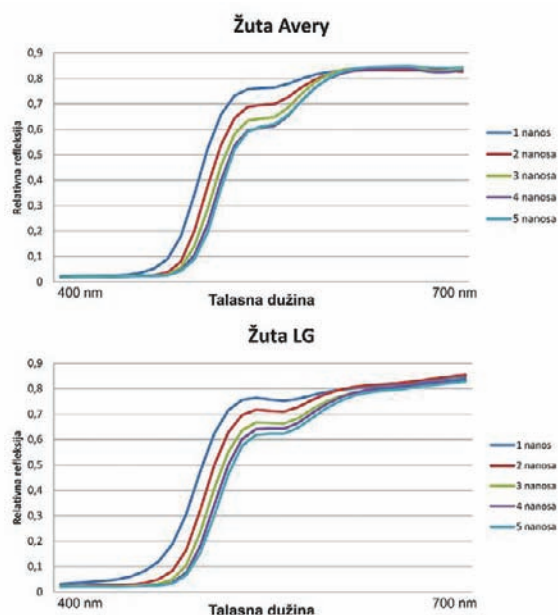 Žuta Avery
Relativna refleksija
0,9
0,8
0,7
0,6
0,5
0,4
0,3
0,2
0,1
0
400 nm
Talasna dužina
700 nm
1 nanos
2 nanosa
3 nanosa
4 nanosa
5 nanosa
Žuta LG
Relativna refleksija
0,9
0,8
0,7
0,6
0,5
0,4
0,3
0,2
0,1
0
400 nm
Talasna dužina
700 nm
1 nanos
2 nanosa
3 nanosa
4 nanosa
5 nanosa